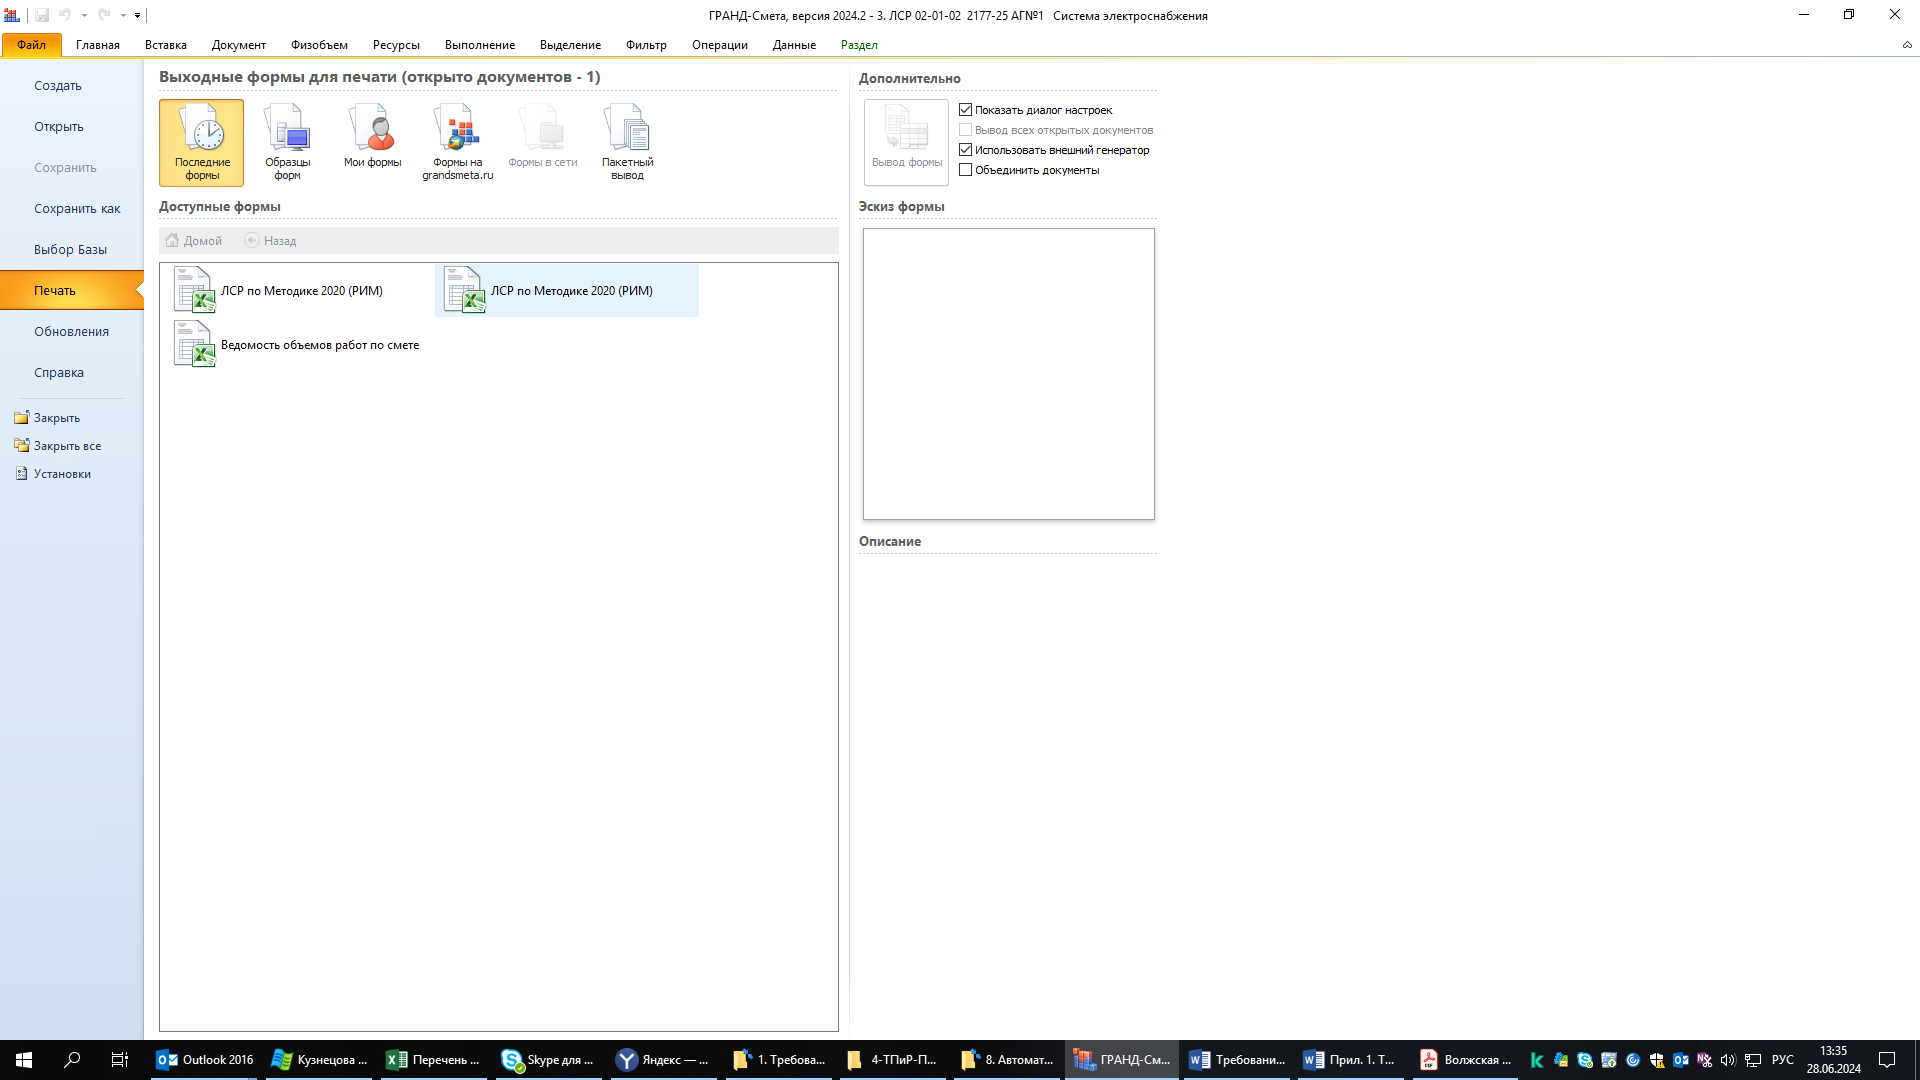 ГРАНД-Смета, версия 2024.2 - 3. ЛСР 02-01-02 2177-25 АГ№1 Система электроснабжения
Файл Главная Вставка Документ Физобъем Ресурсы Выполнение Выделение Фильтр Операции Данные Раздел
Создать
Открыть
Сохранить
Сохранить как
Выбор Базы
Печать
Обновления
Справка
Закрыть
Закрыть все
Установки
Выходные формы для печати (открыто документов - 1)
Последние формы
Образцы форм
Мои формы
Формы на grandsmeta.ru
Формы в сети
Пакетный вывод
Доступные формы
Домой Назад
ЛСР по Методике 2020 (РИМ) ЛСР по Методике 2020 (РИМ)
Ведомость объемов работ по смете
Дополнительно
Вывод формы
Показать диалог настроек
Вывод всех открытых документов
Использовать внешний генератор
Объединить документы
Эскиз формы
Описание
Outlook 2016 Кузнецова ... Перечень ... Skype для ... Яндекс — ... 1. Требова... 4-ТПиР-П... 8. Автомат... ГРАНД-См... Требовани... Прил. 1. Т... Волжская ... РУС
13:35
28.06.2024